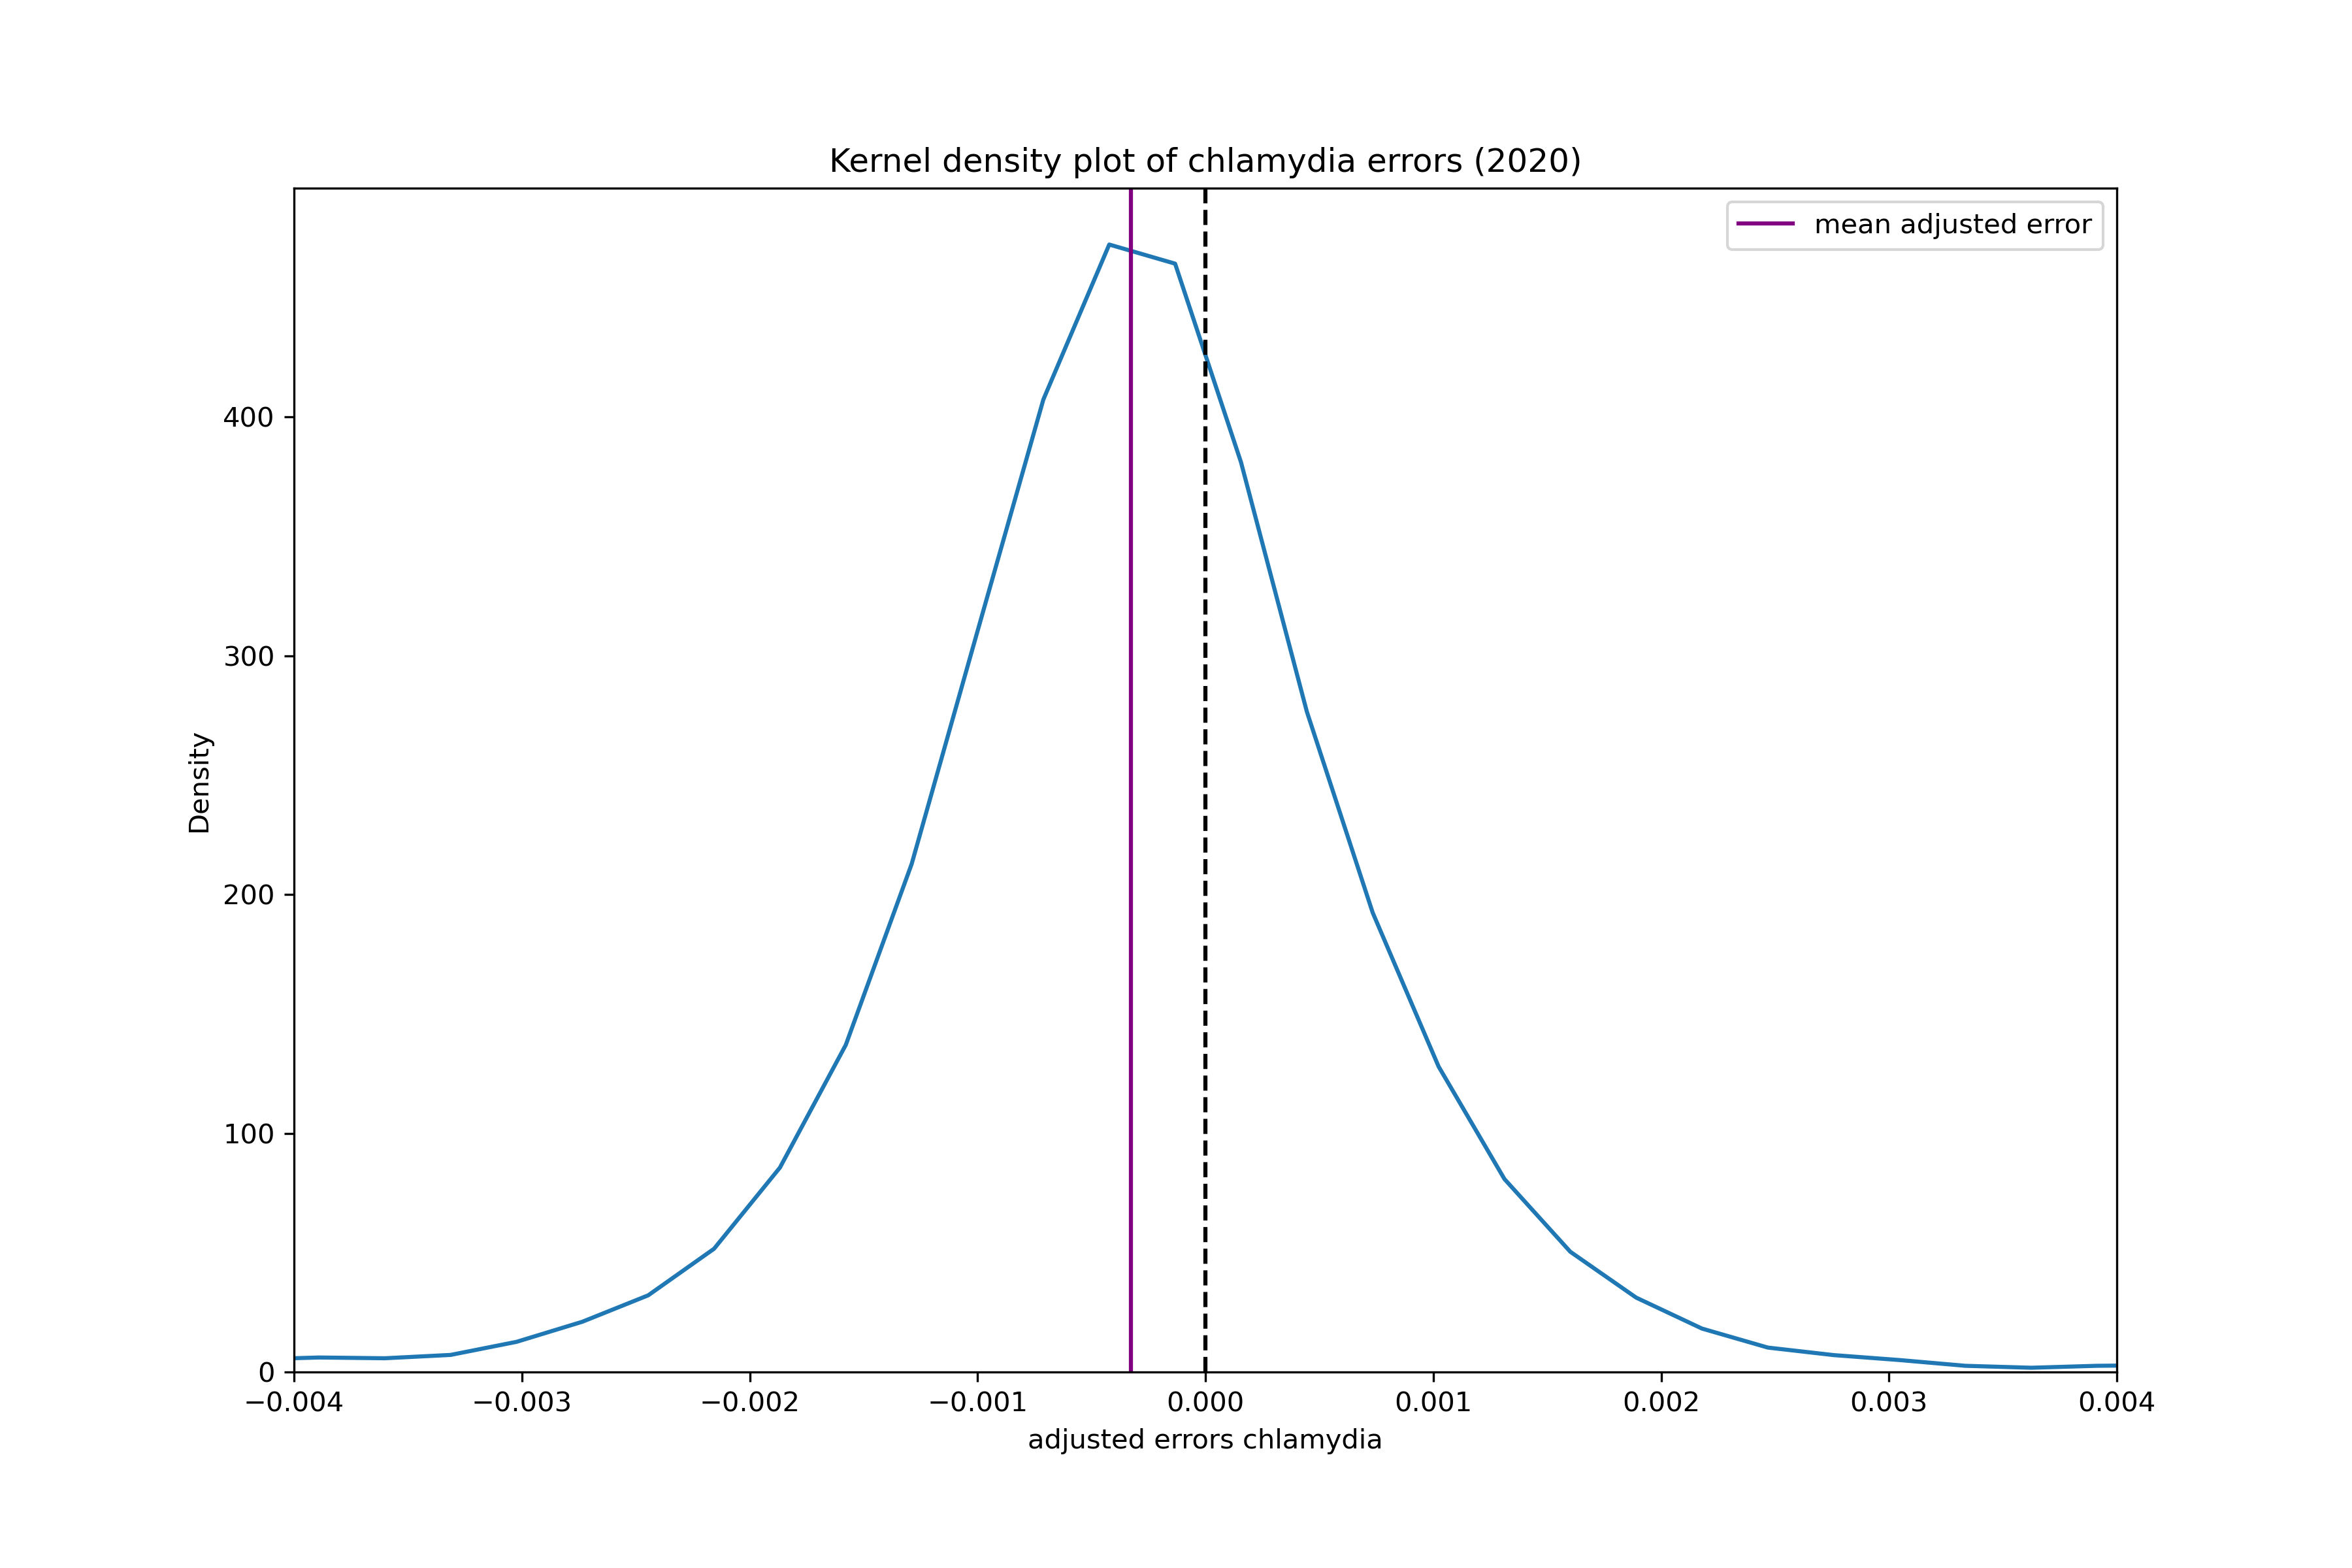 Kernel density plot of chlamydia errors (2020)
mean adjusted error
400
300
200
100
0
Density
−0.004 −0.003 −0.002 −0.001 0.000 0.001 0.002 0.003 0.004
adjusted errors chlamydia